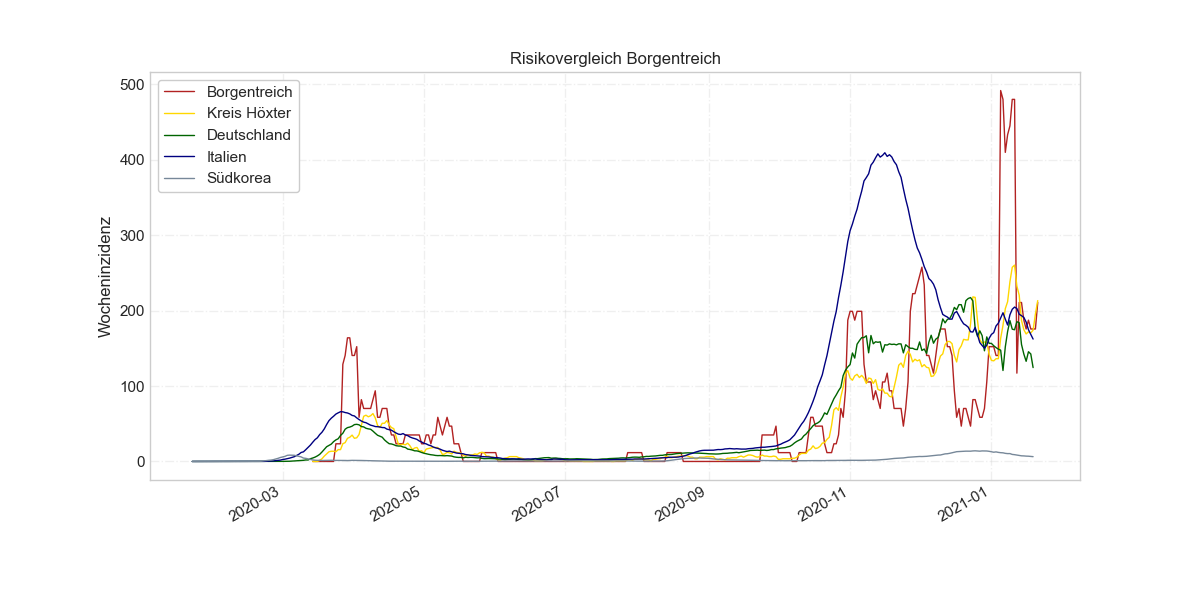 Risikovergleich Borgentreich
Wocheninzidenz
500
400
300
200
100
0
Borgentreich
Kreis Höxter
Deutschland
Italien
Südkorea
2020-03
2020-05
2020-07
2020-09
2020-11
2021-01